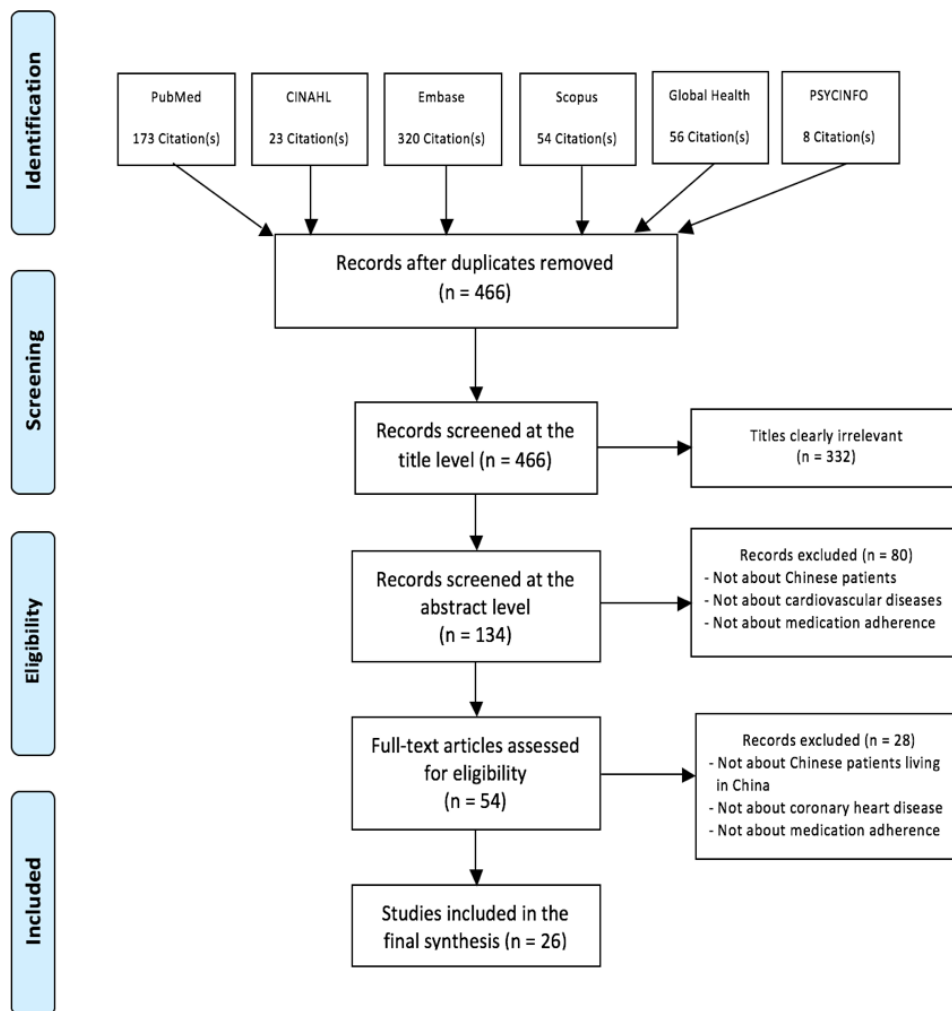 Identification
PubMed
173 Citation(s)
CINAHL
23 Citation(s)
Embase
320 Citation(s)
Scopus
54 Citation(s)
Global Health
56 Citation(s)
PSYCINFO
8 Citation(s)
Records after duplicates removed
(n = 466)
Screening
Records screened at the
title level (n = 466)
Titles clearly irrelevant
(n = 332)
Eligibility
Records screened at the
abstract level
(n = 134)
Records excluded (n = 80)
- Not about Chinese patients
- Not about cardiovascular diseases
- Not about medication adherence
Full-text articles assessed
for eligibility
(n = 54)
Records excluded (n = 28)
- Not about Chinese patients living
in China
- Not about coronary heart disease
- Not about medication adherence
Included
Studies included in the
final synthesis (n = 26)